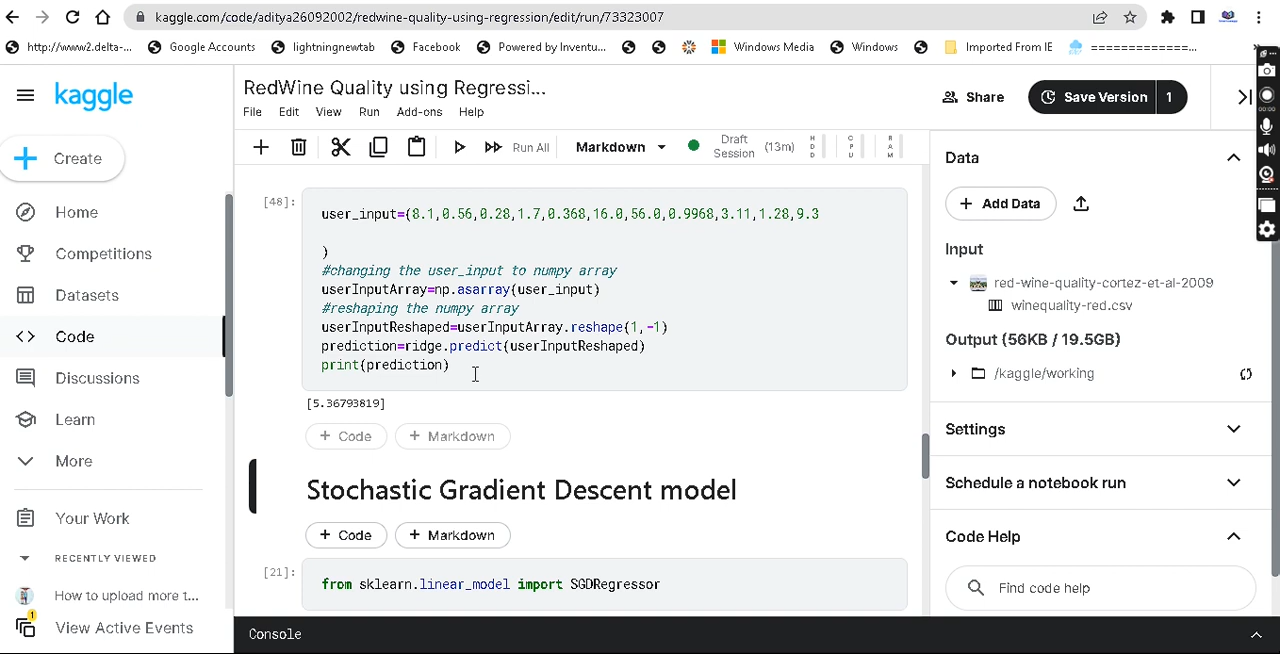 kaggle.com/code/aditya26092002/redwine-quality-using-regression/edit/run/73323007
http://www2.delta-... Google Accounts lightningnewtab Facebook Powered by Inventu... Windows Media Windows Imported From IE =============... »
kaggle
Create
Home
Competitions
Datasets
Code
Discussions
Learn
More
Your Work
RECENTLY VIEWED
How to upload more t...
1
View Active Events
RedWine Quality using Regressi...
File Edit View Run Add-ons Help
Share
Save Version 1
Run All Markdown Draft Session (13m) HDD CPU RAM
[48]:
user_input=(8.1,0.56,0.28,1.7,0.368,16.0,56.0,0.9968,3.11,1.28,9.3
)
#changing the user_input to numpy array
userInputArray=np.asarray(user_input)
#reshaping the numpy array
userInputReshaped=userInputArray.reshape(1,-1)
prediction=ridge.predict(userInputReshaped)
print(prediction)
[5.36793819]
+ Code + Markdown
Stochastic Gradient Descent model
+ Code + Markdown
[21]:
from sklearn.linear_model import SGDRegressor
Console
Data
+ Add Data
Input
red-wine-quality-cortez-et-al-2009
winequality-red.csv
Output (56KB / 19.5GB)
/kaggle/working
Settings
Schedule a notebook run
Code Help
Find code help
00:00